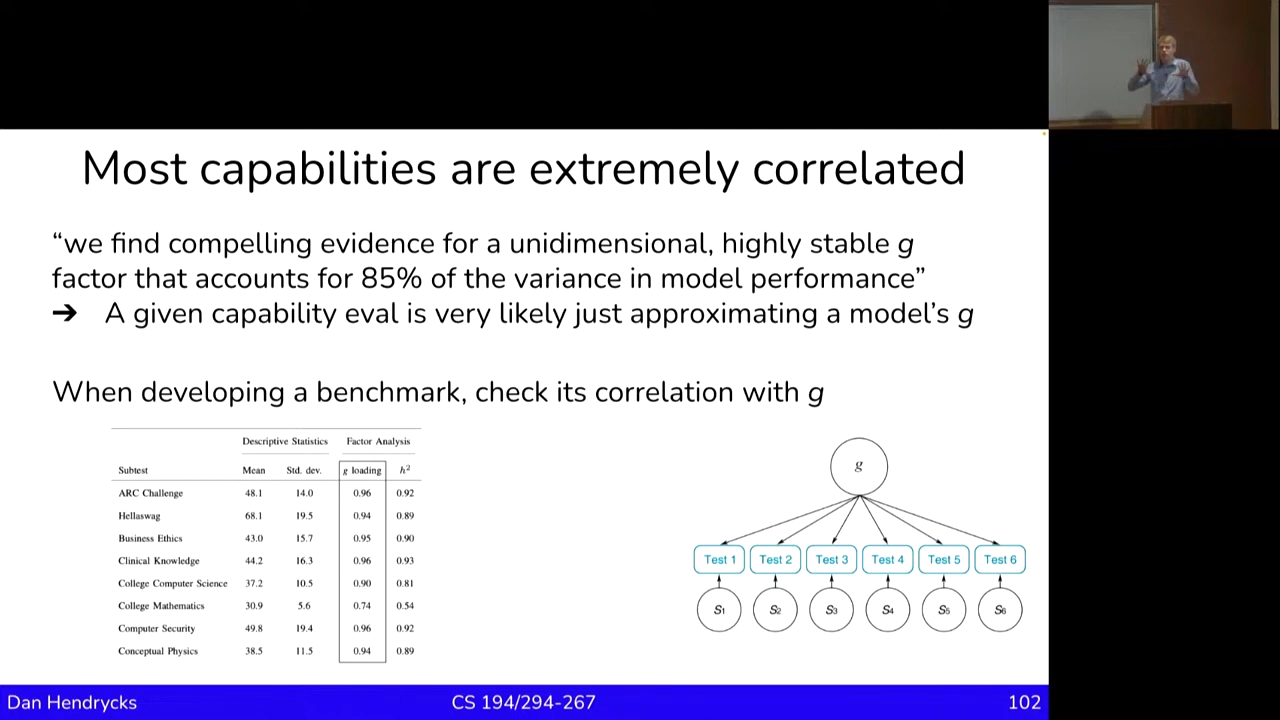 Most capabilities are extremely correlated
“we find compelling evidence for a unidimensional, highly stable g
factor that accounts for 85% of the variance in model performance”
➔ A given capability eval is very likely just approximating a model’s g
When developing a benchmark, check its correlation with g
Descriptive Statistics Factor Analysis
Subtest Mean Std. dev. g loading h²
ARC Challenge 48.1 14.0 0.96 0.92
Hellaswag 68.1 19.5 0.94 0.89
Business Ethics 43.0 15.7 0.95 0.90
Clinical Knowledge 44.2 16.3 0.96 0.93
College Computer Science 37.2 10.5 0.90 0.81
College Mathematics 30.9 5.6 0.74 0.54
Computer Security 49.8 19.4 0.96 0.92
Conceptual Physics 38.5 11.5 0.94 0.89
g
Test 1 Test 2 Test 3 Test 4 Test 5 Test 6
S₁ S₂ S₃ S₄ S₅ S₆
Dan Hendrycks CS 194/294-267 102